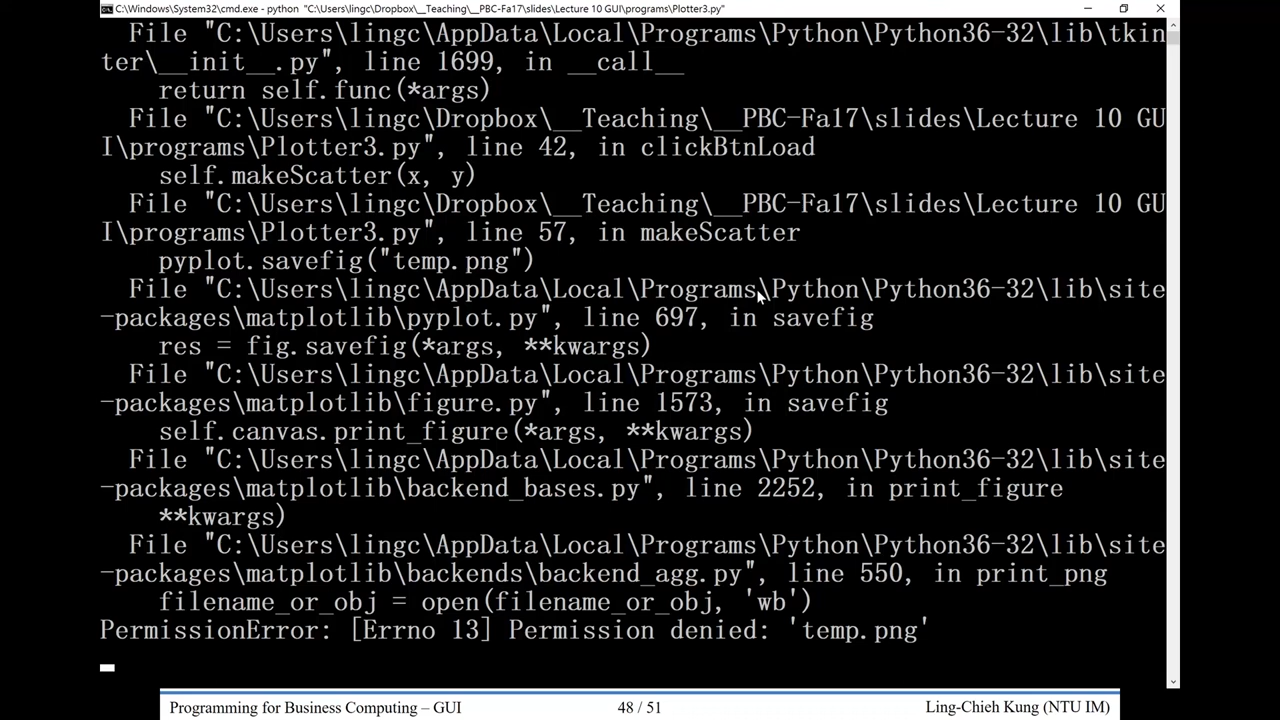 C:\Windows\System32\cmd.exe - python "C:\Users\lingc\Dropbox\__Teaching\__PBC-Fa17\slides\Lecture 10 GUI\programs\Plotter3.py"
File "C:\Users\lingc\AppData\Local\Programs\Python\Python36-32\lib\tkin
ter\__init__.py", line 1699, in __call__
return self.func(*args)
File "C:\Users\lingc\Dropbox\__Teaching\__PBC-Fa17\slides\Lecture 10 GU
I\programs\Plotter3.py", line 42, in clickBtnLoad
self.makeScatter(x, y)
File "C:\Users\lingc\Dropbox\__Teaching\__PBC-Fa17\slides\Lecture 10 GU
I\programs\Plotter3.py", line 57, in makeScatter
pyplot.savefig("temp.png")
File "C:\Users\lingc\AppData\Local\Programs\Python\Python36-32\lib\site
-packages\matplotlib\pyplot.py", line 697, in savefig
res = fig.savefig(*args, **kwargs)
File "C:\Users\lingc\AppData\Local\Programs\Python\Python36-32\lib\site
-packages\matplotlib\figure.py", line 1573, in savefig
self.canvas.print_figure(*args, **kwargs)
File "C:\Users\lingc\AppData\Local\Programs\Python\Python36-32\lib\site
-packages\matplotlib\backend_bases.py", line 2252, in print_figure
**kwargs)
File "C:\Users\lingc\AppData\Local\Programs\Python\Python36-32\lib\site
-packages\matplotlib\backends\backend_agg.py", line 550, in print_png
filename_or_obj = open(filename_or_obj, 'wb')
PermissionError: [Errno 13] Permission denied: 'temp.png'
Programming for Business Computing – GUI
48 / 51
Ling-Chieh Kung (NTU IM)